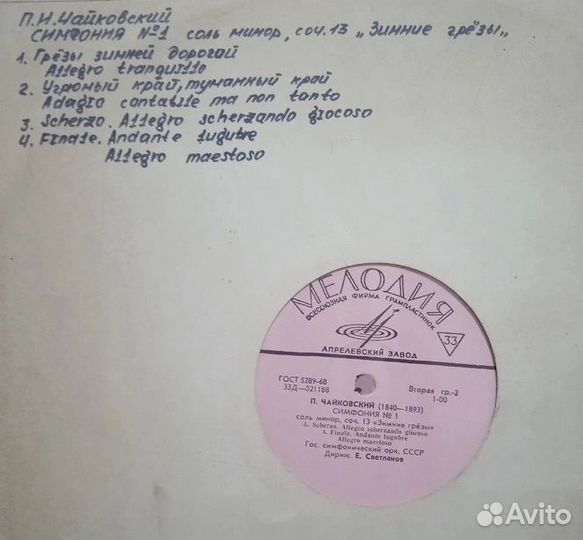 П.И.Чайковский
СИМФОНИЯ №1 соль минор, соч. 13 „Зимние грёзы„
1. Грёзы зимней дорогой
Allegro tranquillo
2. Угрюмый край, туманный край
Adagio cantabile ma non tanto
3. Scherzo. Allegro scherzando giocoso
4. Finale. Andante lugubre
Allegro maestoso
МЕЛОДИЯ
ВСЕСОЮЗНАЯ ФИРМА ГРАМПЛАСТИНОК
33
АПРЕЛЕВСКИЙ ЗАВОД
ГОСТ 5289-68
33Д—021188
Вторая гр.-2
1-00
П. ЧАЙКОВСКИЙ (1840—1893)
СИМФОНИЯ № 1
соль минор, соч. 13 «Зимние грёзы»
3. Scherzo. Allegro scherzando giocoso
4. Finale. Andante lugubre
Allegro maestoso
Гос. симфонический орк. СССР
Дириж. Е. Светланов
Avito